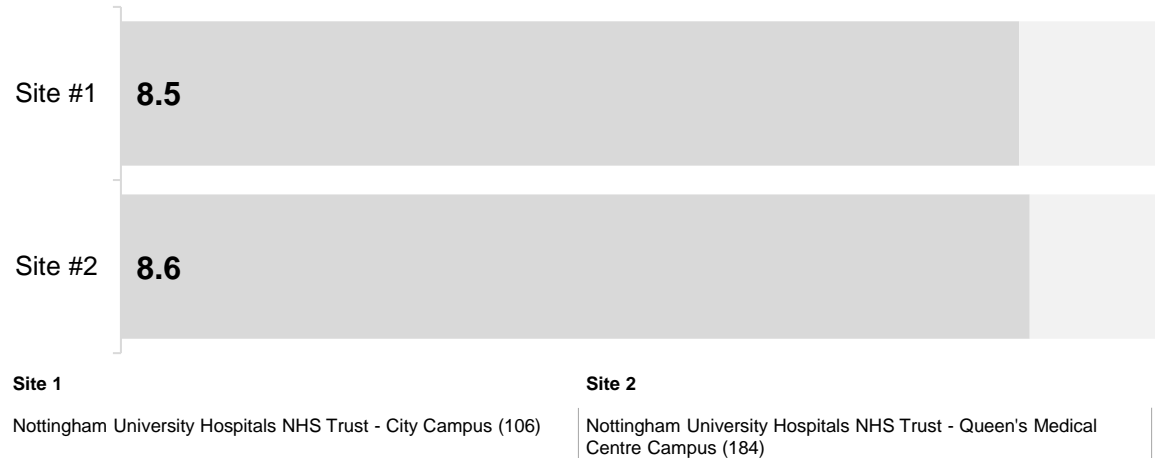 Site #1
8.5
Site #2
8.6
Site 1
Site 2
Nottingham University Hospitals NHS Trust - City Campus (106)
Nottingham University Hospitals NHS Trust - Queen's Medical
Centre Campus (184)